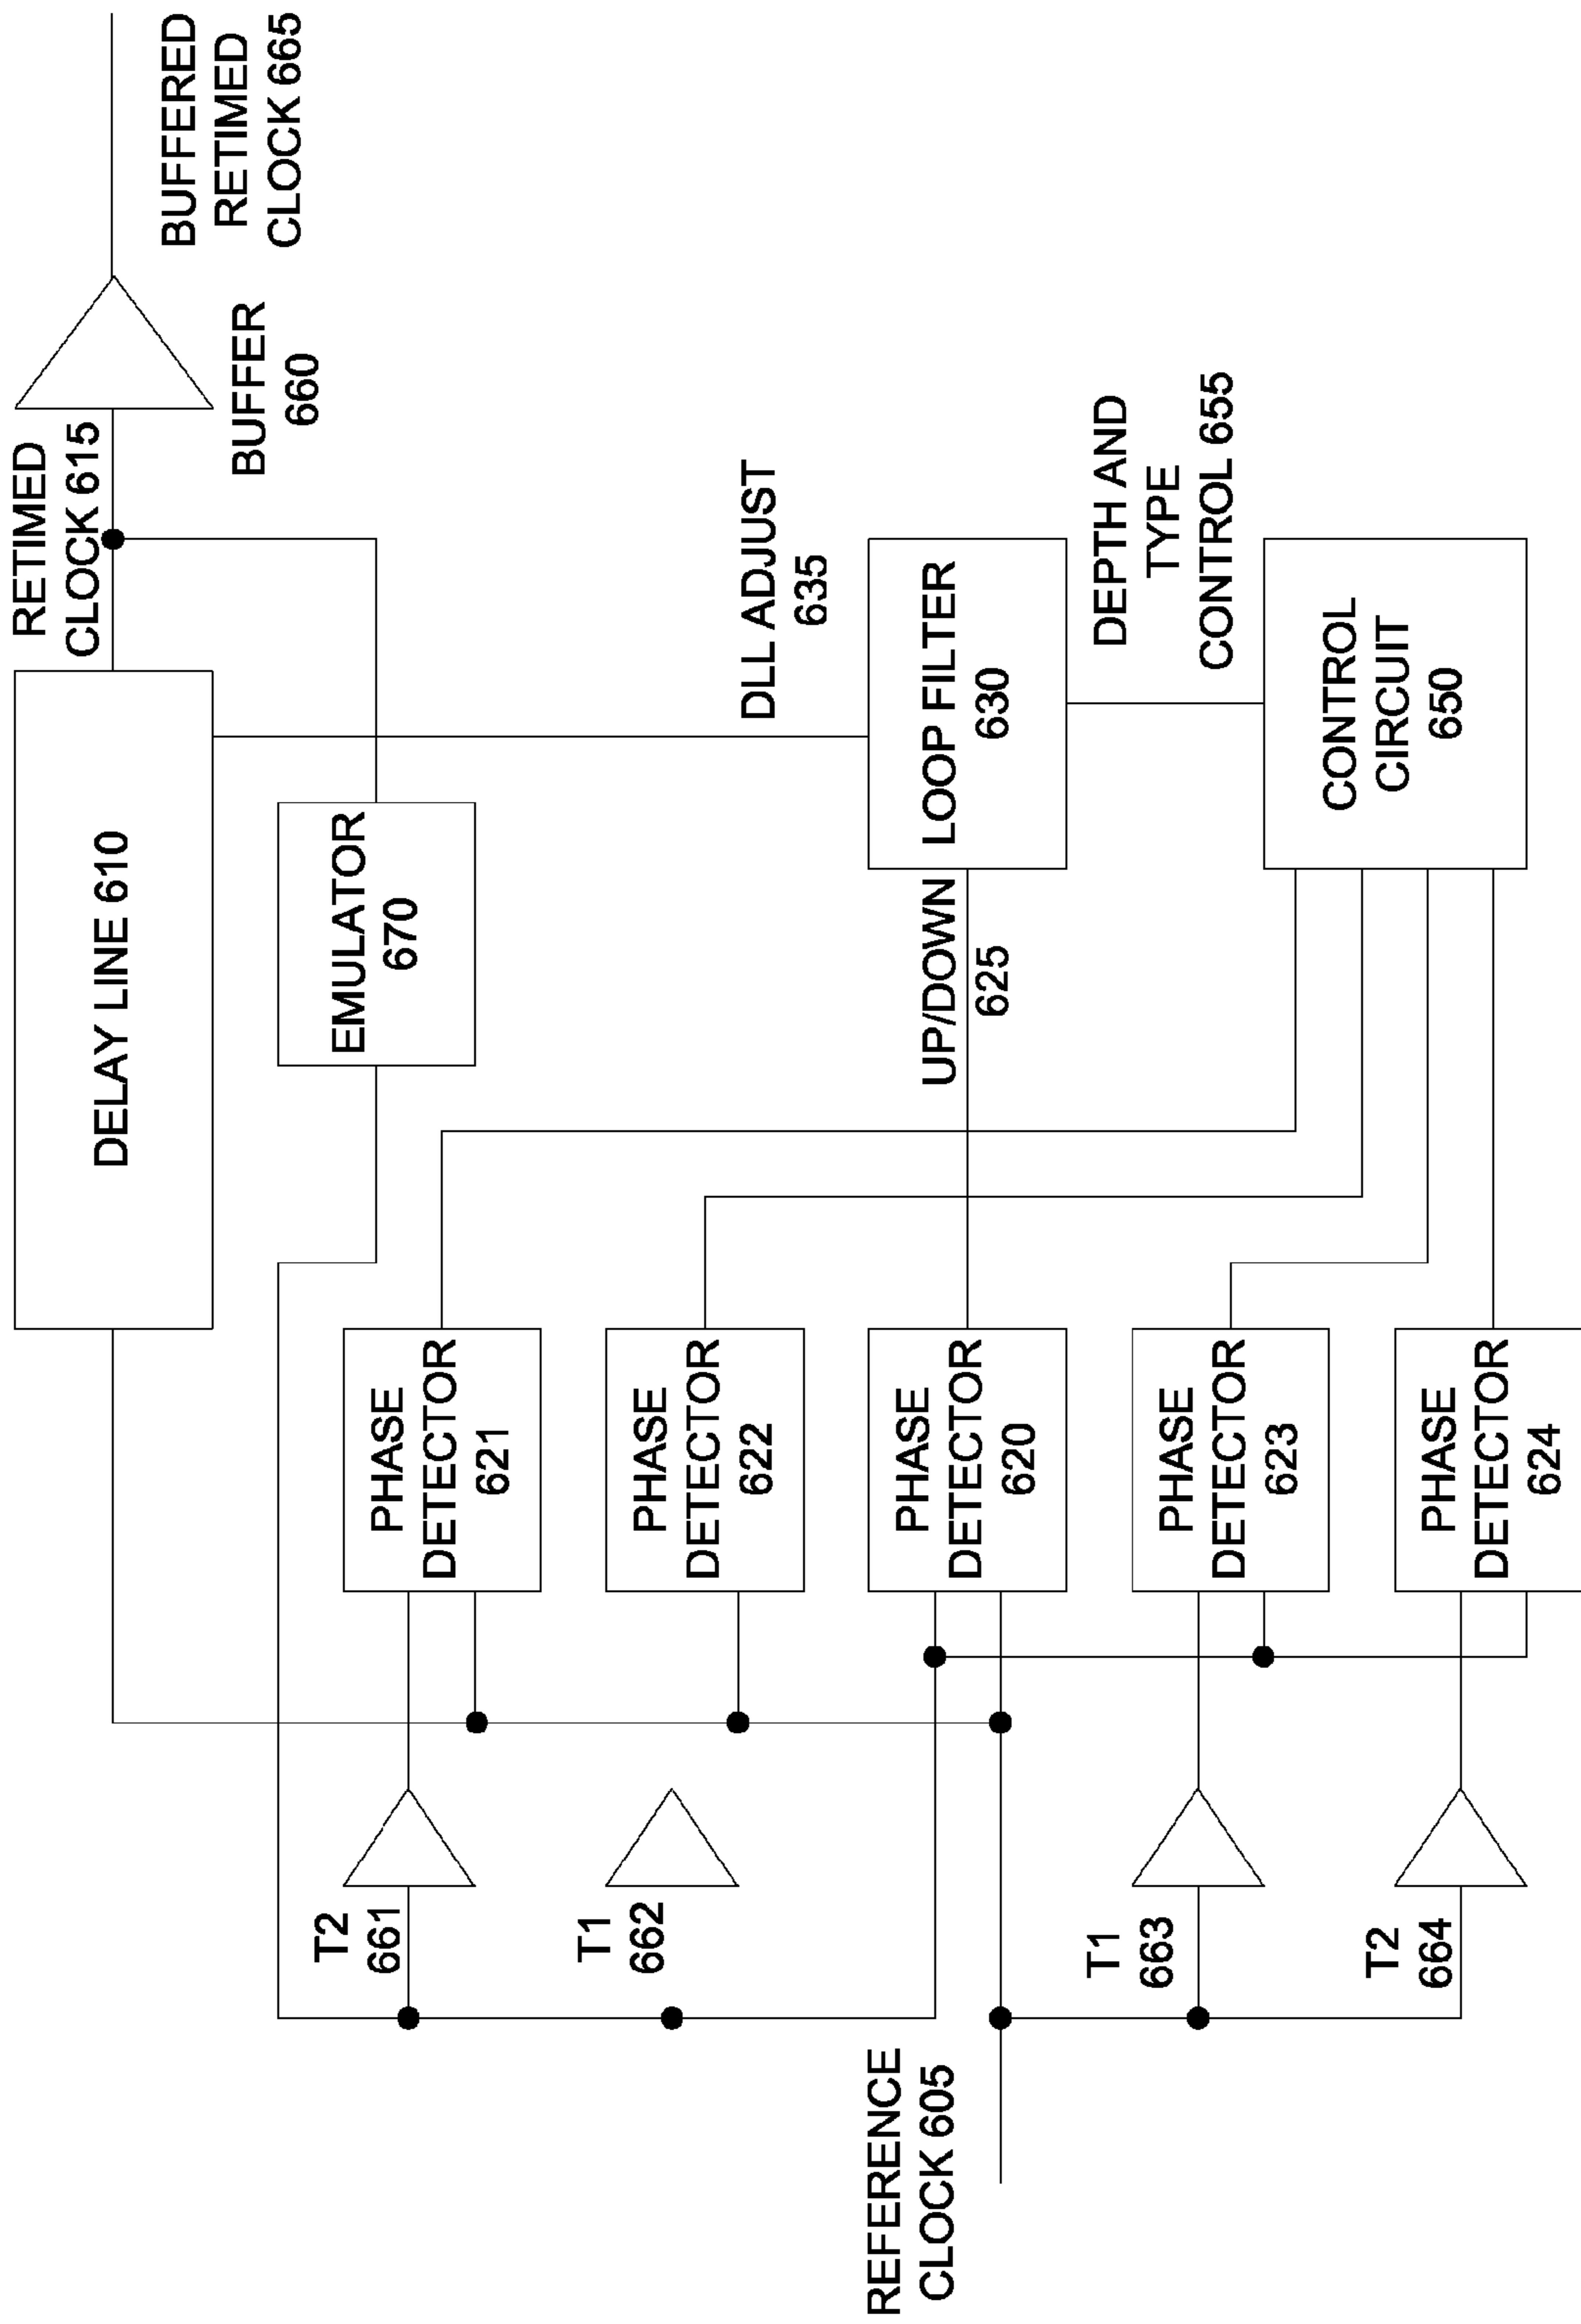 RETIMED
CLOCK 615
BUFFERED
RETIMED
CLOCK 665
BUFFER
660
DELAY LINE 610
EMULATOR
670
DLL ADJUST
635
T2
661
PHASE
DETECTOR
621
T1
662
PHASE
DETECTOR
622
REFERENCE
CLOCK 605
PHASE
DETECTOR
620
UP/DOWN
625
LOOP FILTER
630
DEPTH AND
TYPE
CONTROL 655
T1
663
PHASE
DETECTOR
623
CONTROL
CIRCUIT
650
T2
664
PHASE
DETECTOR
624